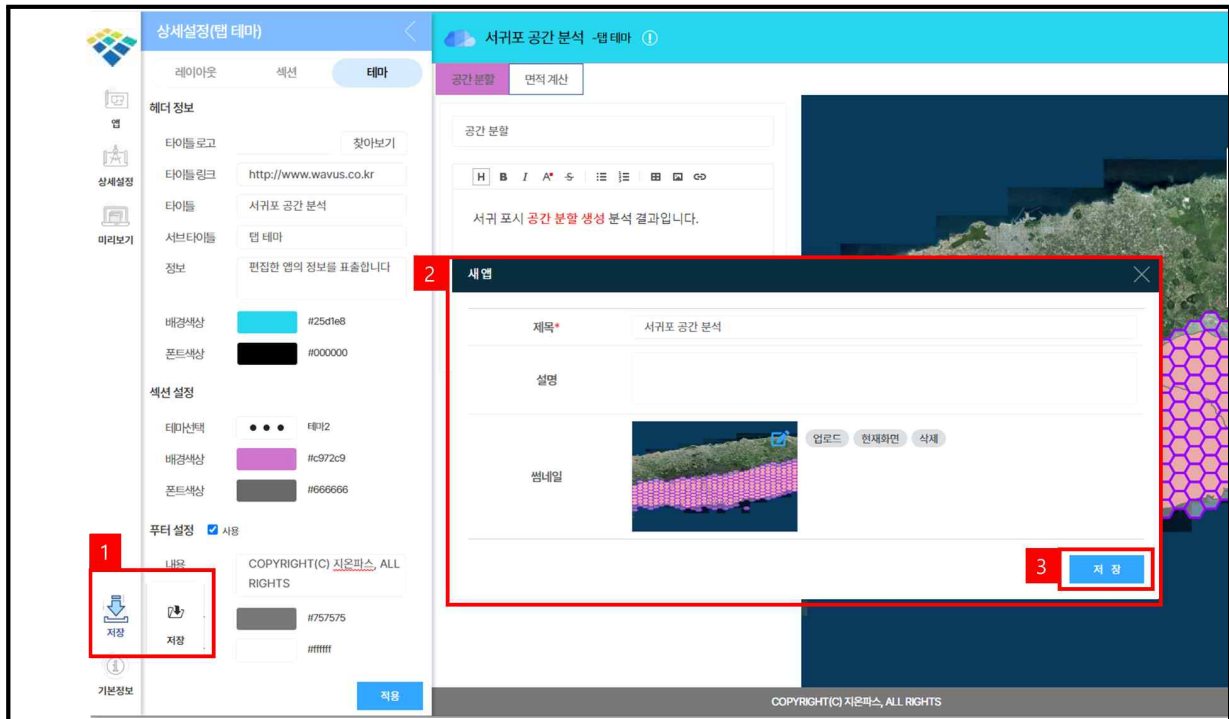 앱
상세설정
미리보기
1
저장
저장
기본정보
상세설정(탭 테마)
레이아웃 섹션 테마
헤더 정보
타이틀로고 찾아보기
타이틀링크 http://www.wavus.co.kr
타이틀 서귀포 공간 분석
서브타이틀 탭 테마
정보 편집한 앱의 정보를 표출합니다
배경색상 #25d1e8
폰트색상 #000000
섹션 설정
테마선택 테마2
배경색상 #c972c9
폰트색상 #666666
푸터 설정 사용
내용 COPYRIGHT(C) 지온파스, ALL
RIGHTS
#757575
#ffffff
적용
서귀포 공간 분석 -탭 테마
공간 분할 면적 계산
공간 분할
H B I A S
서귀 포시 공간 분할 생성 분석 결과입니다.
2 새 앱
제목* 서귀포 공간 분석
설명
썸네일 업로드 현재화면 삭제
3 저 장
COPYRIGHT(C) 지온파스, ALL RIGHTS